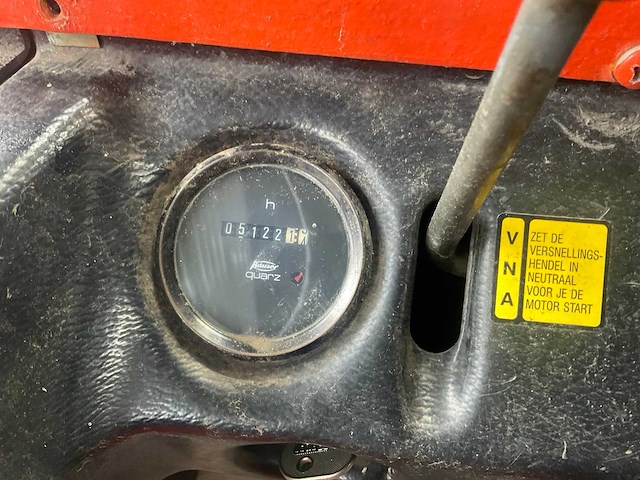 h
05122
quarz
V
N
A
ZET DE
VERSNELLINGS-
HENDEL IN
NEUTRAAL
VOOR JE DE
MOTOR START